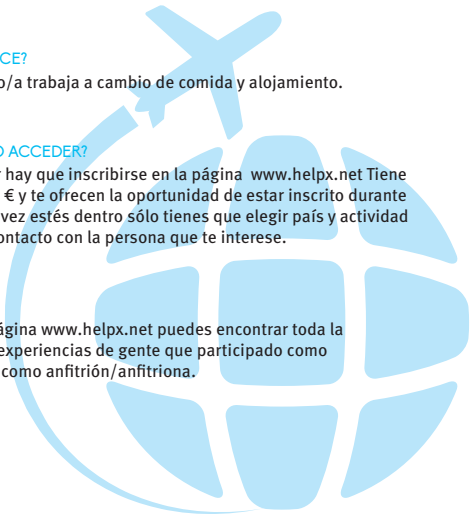 CE?
o/a trabaja a cambio de comida y alojamiento.
O ACCEDER?
r hay que inscribirse en la página www.helpx.net Tiene
€ y te ofrecen la oportunidad de estar inscrito durante
vez estés dentro sólo tienes que elegir país y actividad
ontacto con la persona que te interese.
ágina www.helpx.net puedes encontrar toda la
experiencias de gente que participado como
como anfitrión/anfitriona.